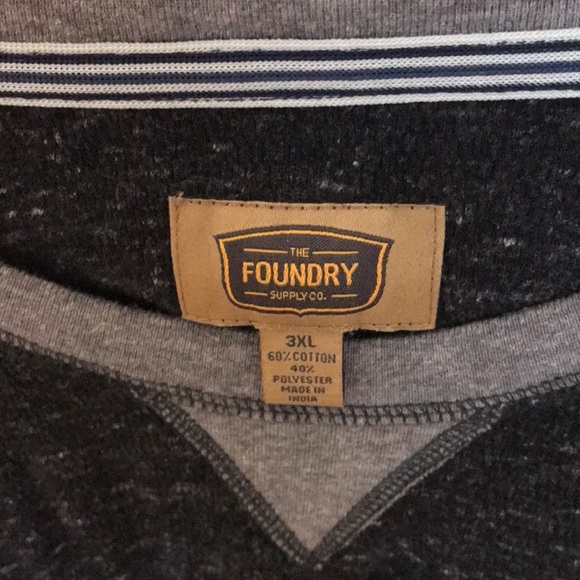 THE
FOUNDRY
SUPPLY CO.
3XL
60% COTTON
40%
POLYESTER
MADE IN
INDIA